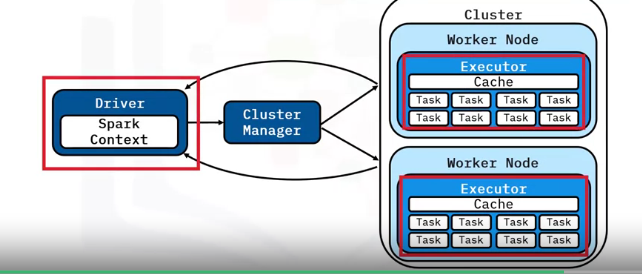 Cluster
Worker Node
Executor
Cache
Task Task Task Task
Task Task Task Task
Driver
Spark
Context
Cluster
Manager
Worker Node
Executor
Cache
Task Task Task Task
Task Task Task Task